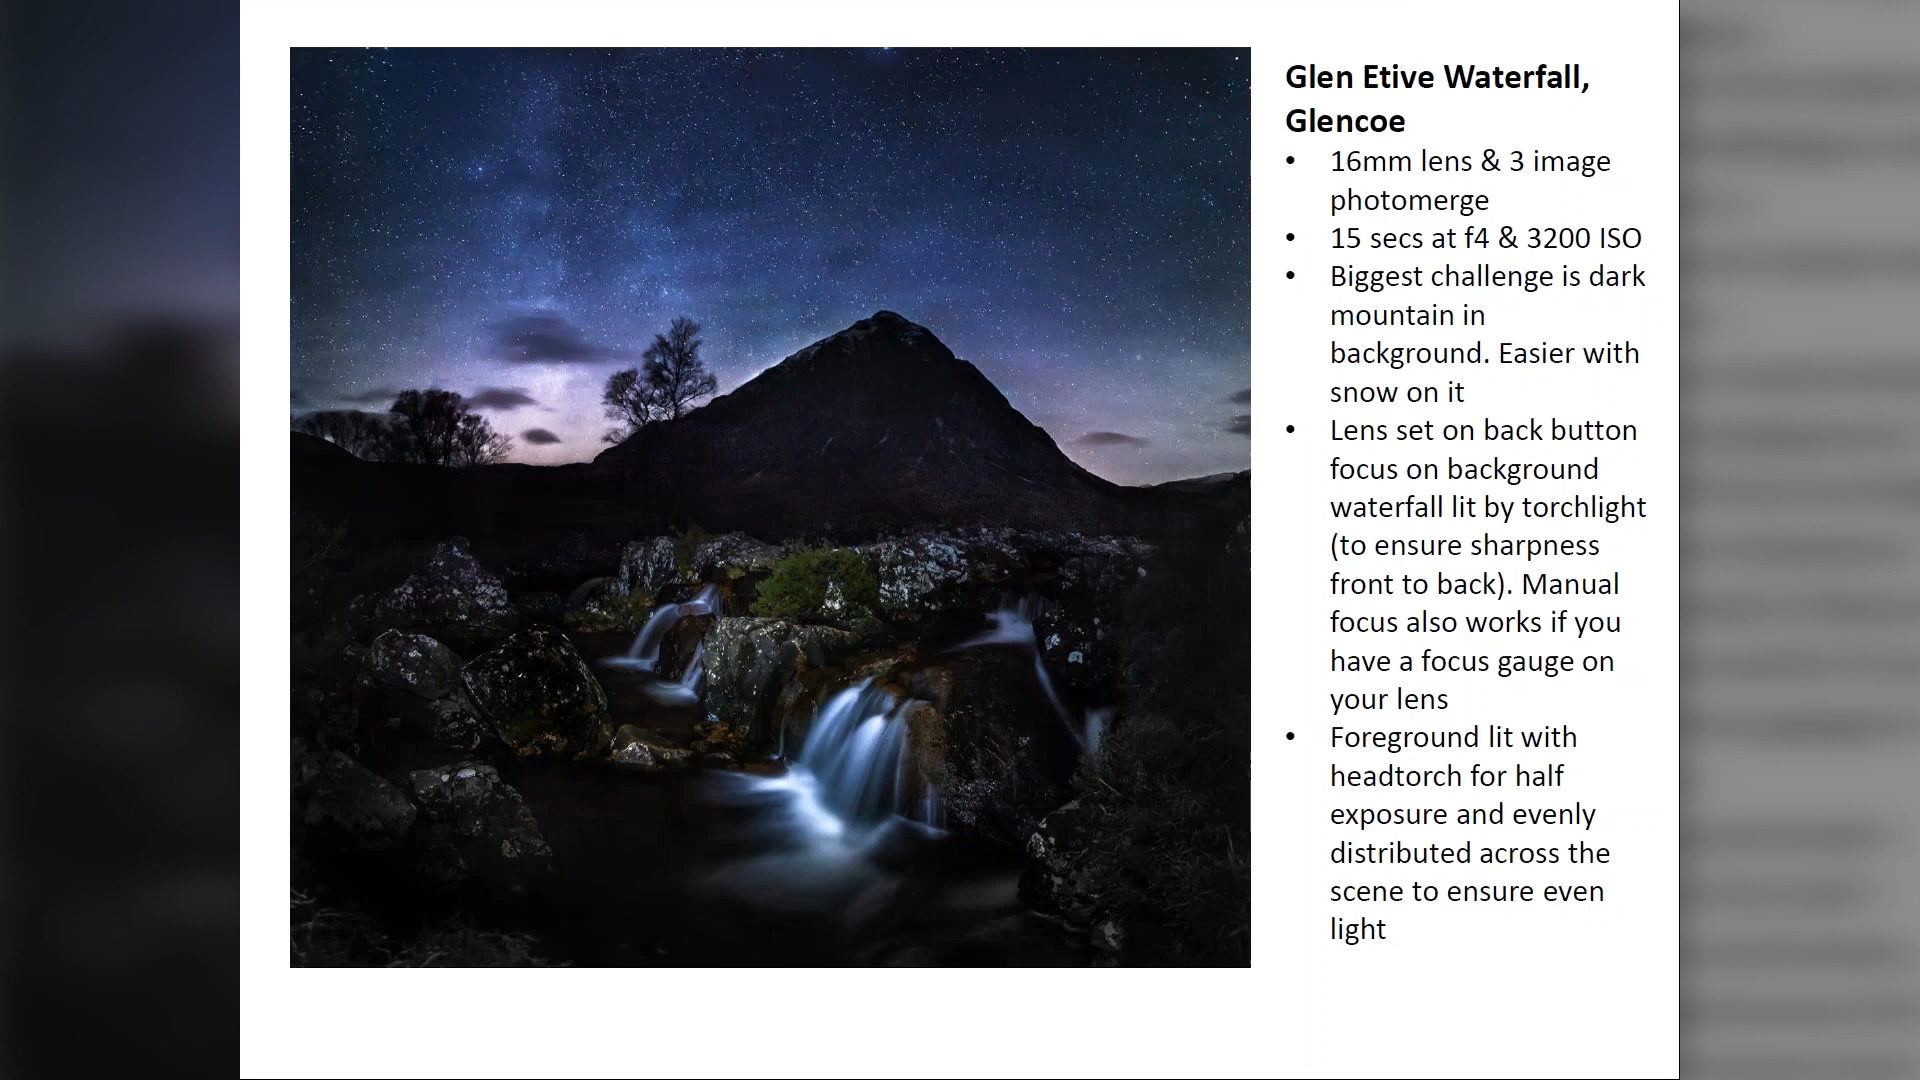 Glen Etive Waterfall,
Glencoe
• 16mm lens & 3 image
photomerge
• 15 secs at f4 & 3200 ISO
• Biggest challenge is dark
mountain in
background. Easier with
snow on it
• Lens set on back button
focus on background
waterfall lit by torchlight
(to ensure sharpness
front to back). Manual
focus also works if you
have a focus gauge on
your lens
• Foreground lit with
headtorch for half
exposure and evenly
distributed across the
scene to ensure even
light